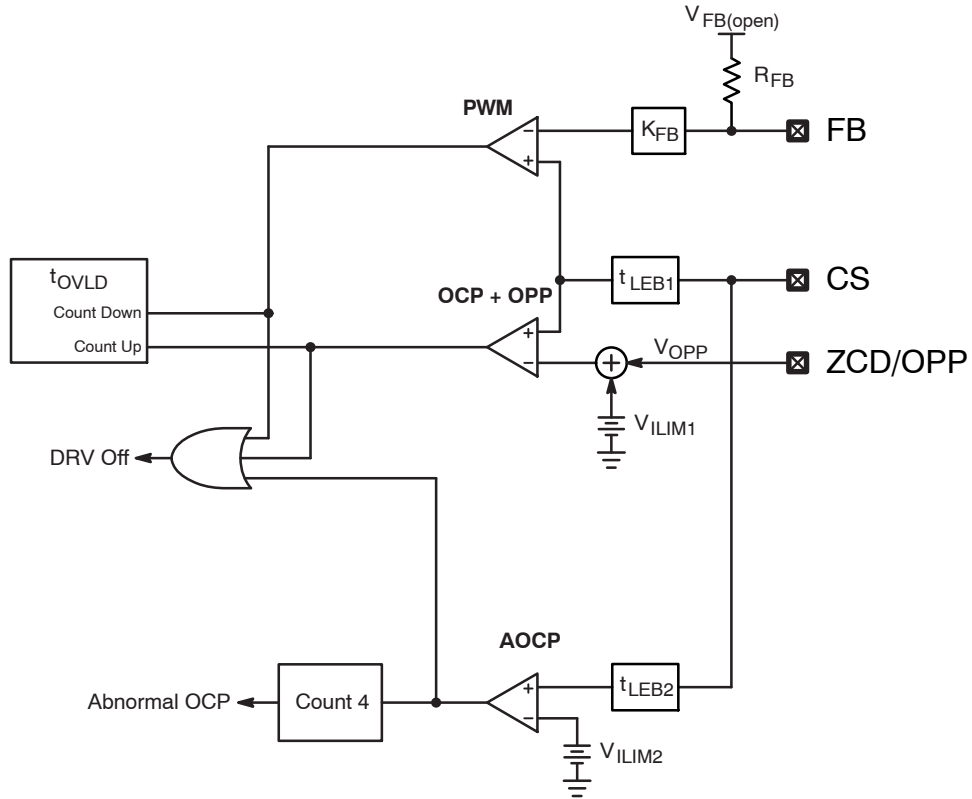 VFB(open)
RFB
PWM
−
+
KFB
FB
tOVLD
Count Down
Count Up
OCP + OPP
+
−
tLEB1
CS
+
VOPP
ZCD/OPP
VILIM1
DRV Off
AOCP
+
−
tLEB2
Abnormal OCP
Count 4
VILIM2